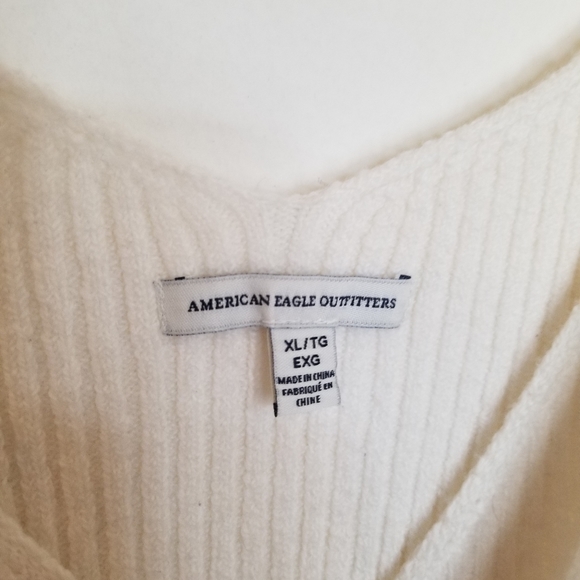 AMERICAN EAGLE OUTFITTERS
XL/TG
EXG
MADE IN CHINA
FABRIQUÉ EN
CHINE